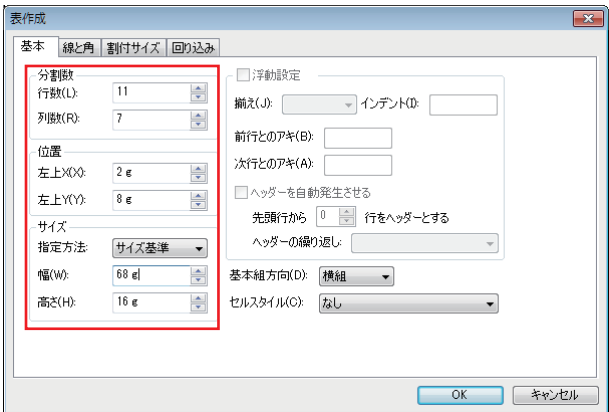 表作成
基本 線と角 割付サイズ 回り込み
分割数
行数(L): 11
列数(R): 7
位置
左上X(X): 2 g
左上Y(Y): 8 g
サイズ
指定方法: サイズ基準
幅(W): 68 g
高さ(H): 16 g
浮動設定
揃え(J): インデント(I):
前行とのアキ(B):
次行とのアキ(A):
ヘッダーを自動発生させる
先頭行から 0 行をヘッダーとする
ヘッダーの繰り返し:
基本組方向(D): 横組
セルスタイル(C): なし
OK キャンセル